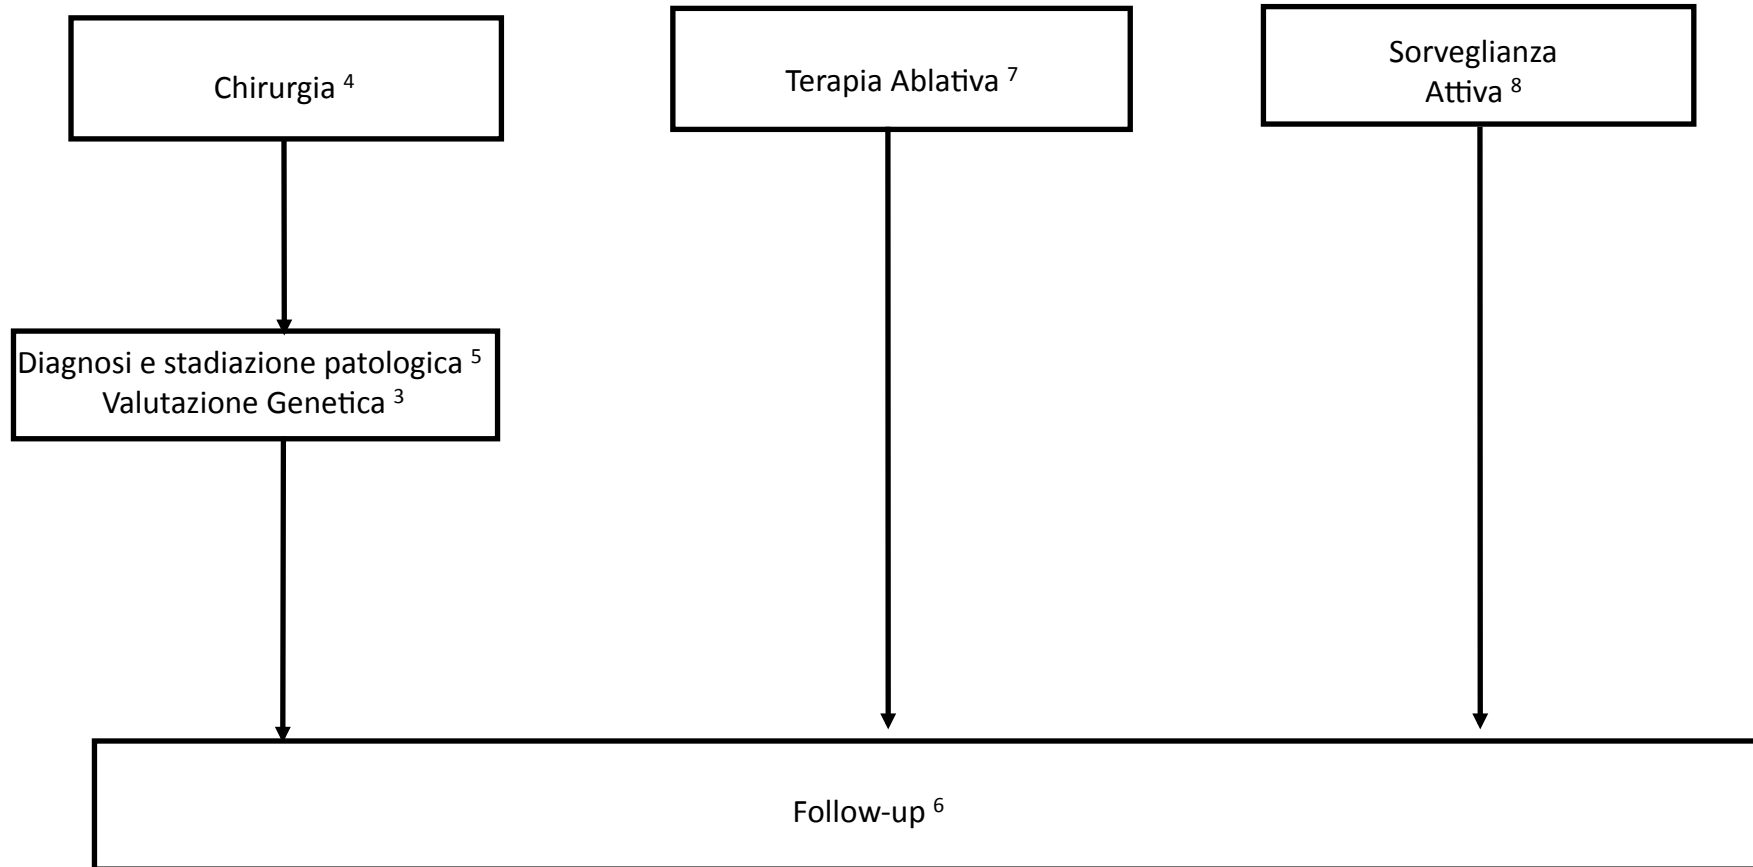 Chirurgia ⁴
Terapia Ablativa ⁷
Sorveglianza
Attiva ⁸
Diagnosi e stadiazione patologica ⁵
Valutazione Genetica ³
Follow-up ⁶